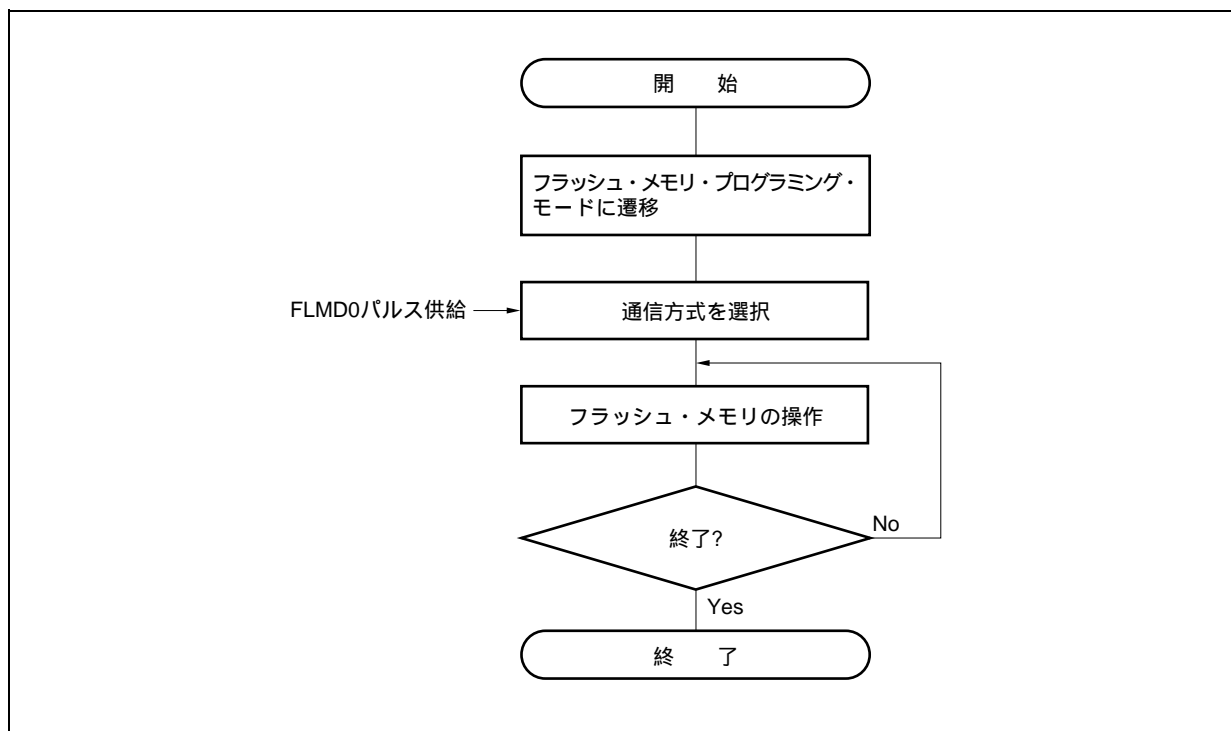 開　始
フラッシュ・メモリ・プログラミング・
モードに遷移
FLMD0パルス供給
通信方式を選択
フラッシュ・メモリの操作
終了?
No
Yes
終　了